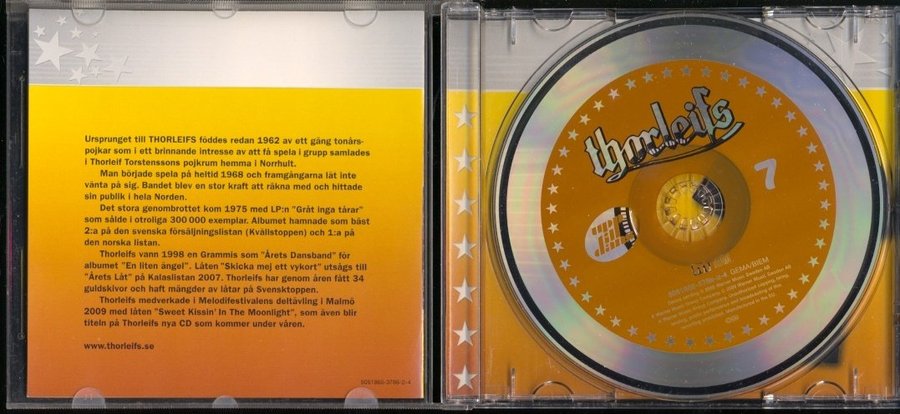 Ursprunget till THORLEIFS föddes redan 1962 av ett gäng tonårs-
pojkar som i ett brinnande intresse av att få spela i grupp samlades
i Thorleif Torstenssons pojkrum hemma i Norrhult.
Man började spela på heltid 1968 och framgångarna lät inte
vänta på sig. Bandet blev en stor kraft att räkna med och hittade
sin publik i hela Norden.
Det stora genombrottet kom 1975 med LP:n "Gråt inga tårar"
som sålde i otroliga 300 000 exemplar. Albumet hamnade som bäst
2:a på den svenska försäljningslistan (Kvällstoppen) och 1:a på
den norska listan.
Thorleifs vann 1998 en Grammis som "Årets Dansband" för
albumet "En liten ängel". Låten "Skicka mej ett vykort" utsågs till
"Årets Låt" på Kalaslistan 2007. Thorleifs har genom åren fått 34
guldskivor och haft mängder av låtar på Svensktoppen.
Thorleifs medverkade i Melodifestivalens deltävling i Malmö
2009 med låten "Sweet Kissin' In The Moonlight", som även blir
titeln på Thorleifs nya CD som kommer under våren.
www.thorleifs.se
5051865-3786-2-4
thorleifs
7
GEMA/BIEM